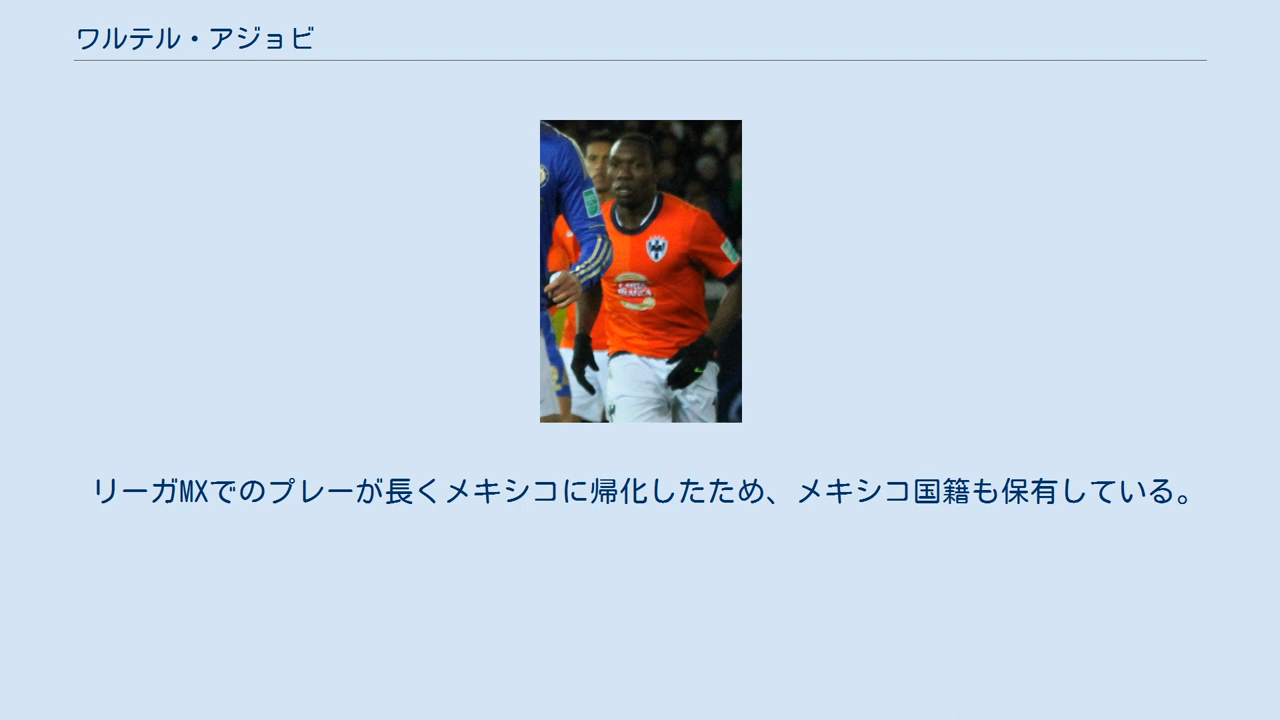 ワルテル・アジョビ
リーガMXでのプレーが長くメキシコに帰化したため、メキシコ国籍も保有している。